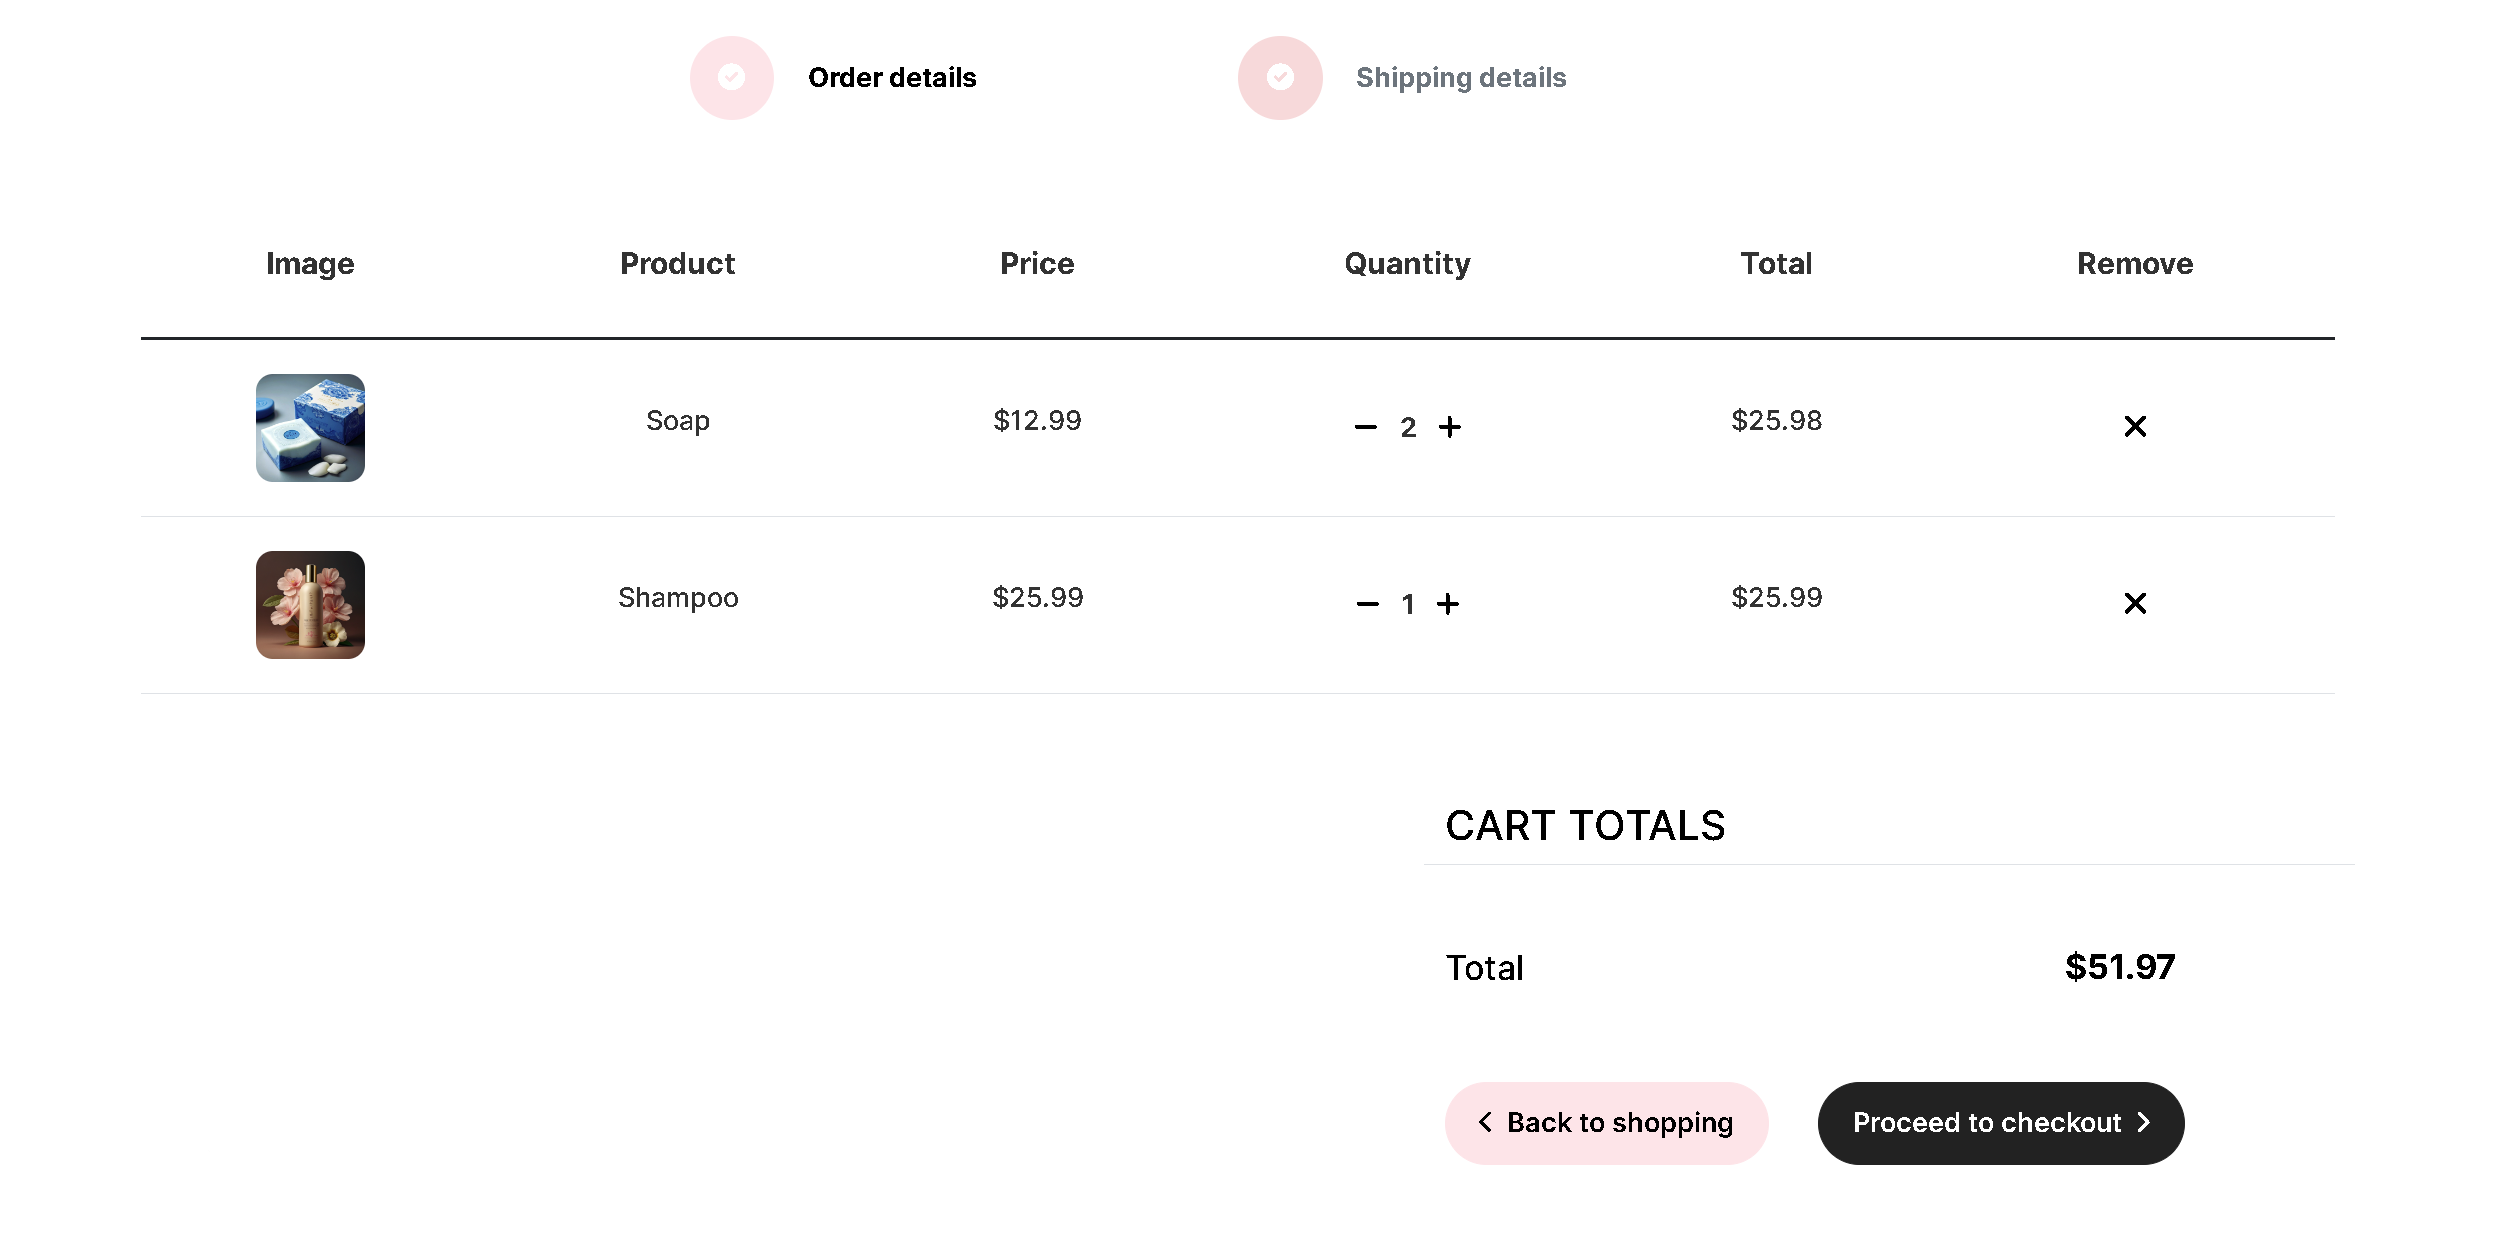 Order details Shipping details
Image Product Price Quantity Total Remove
Soap $12.99 2 $25.98
Shampoo $25.99 1 $25.99
CART TOTALS
Total $51.97
Back to shopping Proceed to checkout